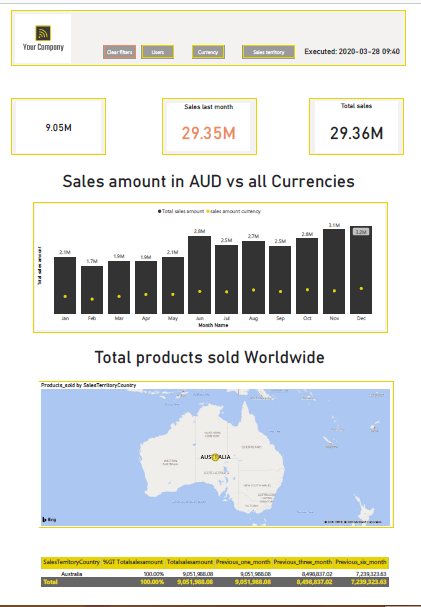 Your Company
Clear filters
Users
Currency
Sales territory
Executed: 2020-03-28 09:40
9.05M
Sales last month
29.35M
Total sales
29.36M
Sales amount in AUD vs all Currencies
Total sales amount sales amount currency
Total sales amount
2.1M 1.7M 1.9M 1.9M 2.1M 2.8M 2.5M 2.7M 2.5M 2.8M 3.1M 3.2M
Jan Feb Mar Apr May Jun Jul Aug Sep Oct Nov Dec
Month Name
Total products sold Worldwide
Products_sold by SalesTerritoryCountry
AUSTRALIA
Bing
SalesTerritoryCountry %GT Totalsalesamount Totalsalesamount Previous_one_month Previous_three_month Previous_six_month
Australia 100.00% 9,051,988.08 9,051,988.08 8,498,837.02 7,239,323.63
Total 100.00% 9,051,988.08 9,051,988.08 8,498,837.02 7,239,323.63